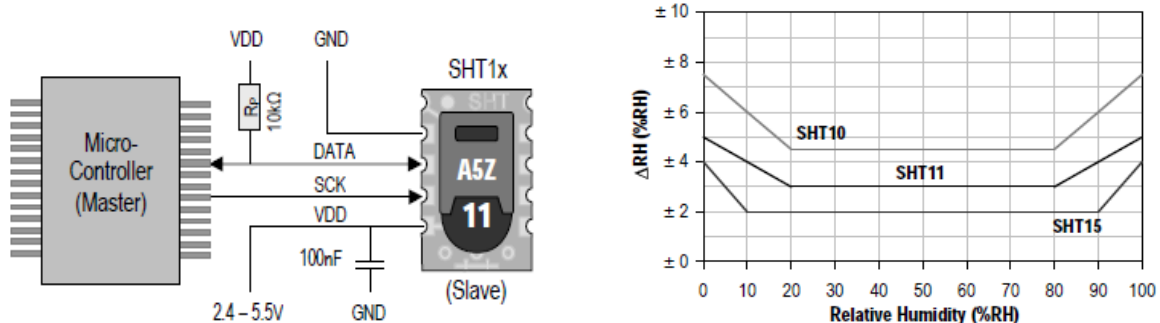 VDD
GND
SHT1x
SHT
RP
10kΩ
Micro-
Controller
(Master)
DATA
SCK
VDD
A5Z
11
100nF
(Slave)
2.4 – 5.5V
GND
± 10
± 8
± 6
± 4
± 2
± 0
ΔRH (%RH)
SHT10
SHT11
SHT15
0 10 20 30 40 50 60 70 80 90 100
Relative Humidity (%RH)